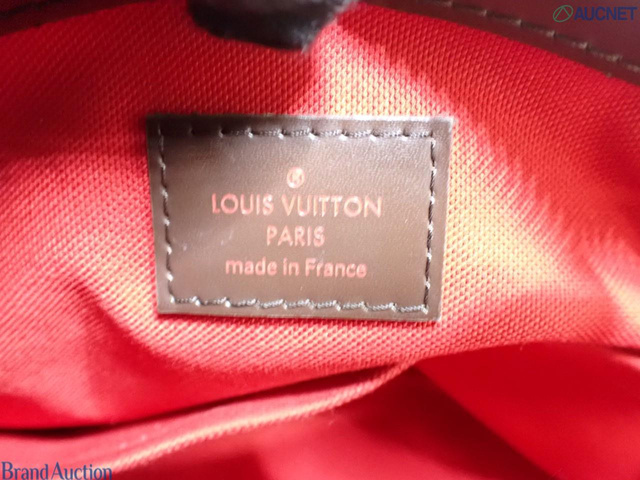 AUCNET
®
LOUIS VUITTON
PARIS
made in France
Brand Auction